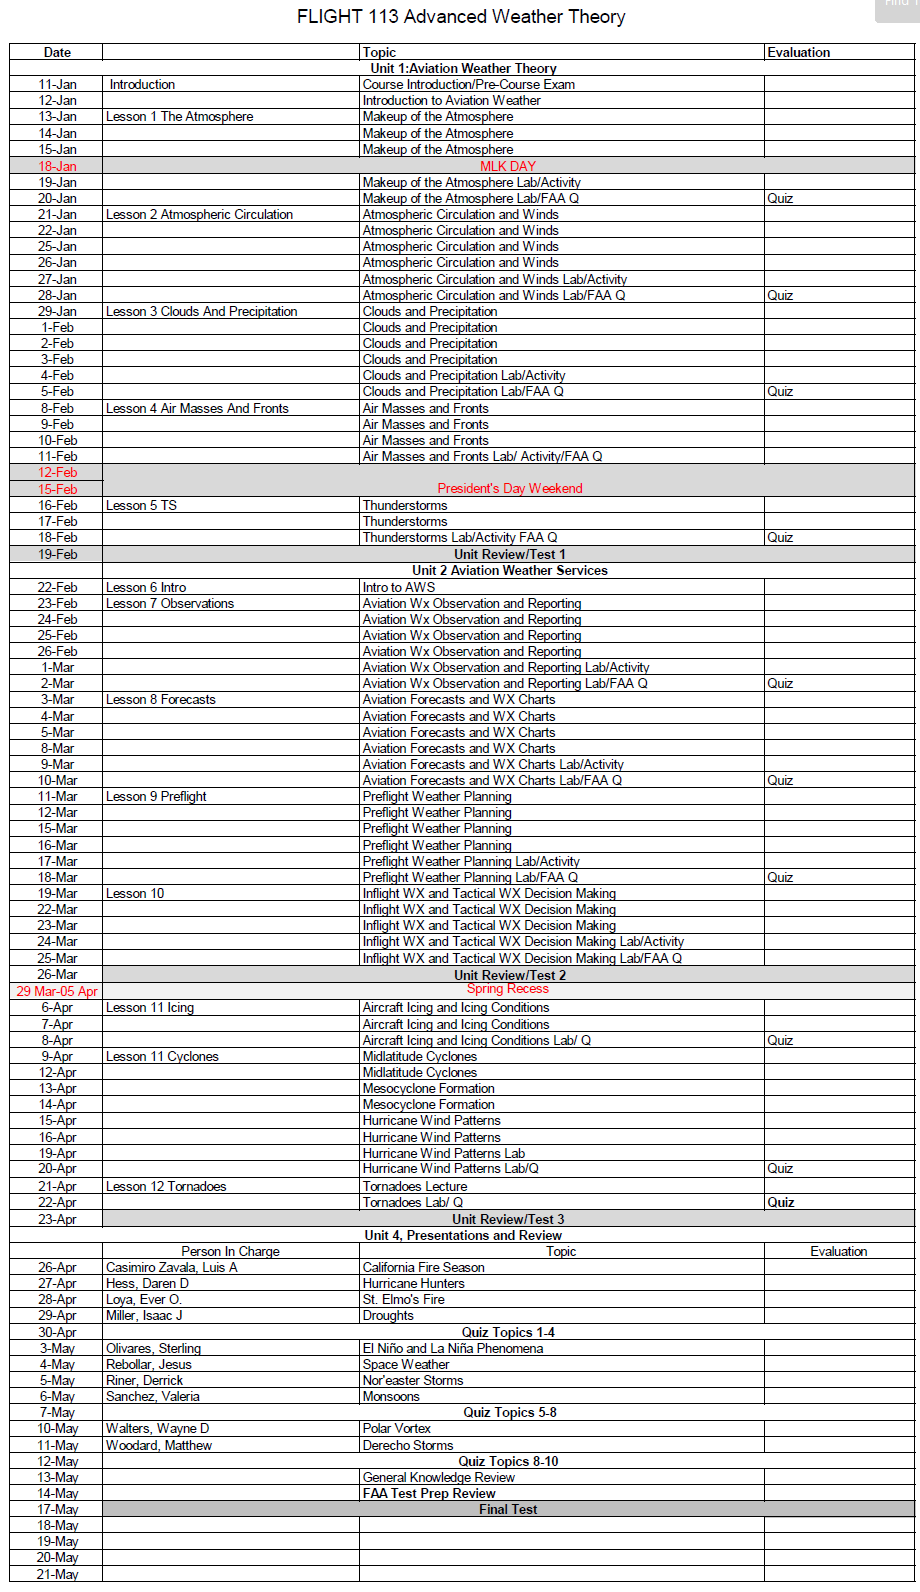 Find
FLIGHT 113 Advanced Weather Theory
Date Topic Evaluation
Unit 1:Aviation Weather Theory
11-Jan Introduction Course Introduction/Pre-Course Exam
12-Jan Introduction to Aviation Weather
13-Jan Lesson 1 The Atmosphere Makeup of the Atmosphere
14-Jan Makeup of the Atmosphere
15-Jan Makeup of the Atmosphere
18-Jan MLK DAY
19-Jan Makeup of the Atmosphere Lab/Activity
20-Jan Makeup of the Atmosphere Lab/FAA Q Quiz
21-Jan Lesson 2 Atmospheric Circulation Atmospheric Circulation and Winds
22-Jan Atmospheric Circulation and Winds
25-Jan Atmospheric Circulation and Winds
26-Jan Atmospheric Circulation and Winds
27-Jan Atmospheric Circulation and Winds Lab/Activity
28-Jan Atmospheric Circulation and Winds Lab/FAA Q Quiz
29-Jan Lesson 3 Clouds And Precipitation Clouds and Precipitation
1-Feb Clouds and Precipitation
2-Feb Clouds and Precipitation
3-Feb Clouds and Precipitation
4-Feb Clouds and Precipitation Lab/Activity
5-Feb Clouds and Precipitation Lab/FAA Q Quiz
8-Feb Lesson 4 Air Masses And Fronts Air Masses and Fronts
9-Feb Air Masses and Fronts
10-Feb Air Masses and Fronts
11-Feb Air Masses and Fronts Lab/ Activity/FAA Q
12-Feb
15-Feb President's Day Weekend
16-Feb Lesson 5 TS Thunderstorms
17-Feb Thunderstorms
18-Feb Thunderstorms Lab/Activity FAA Q Quiz
19-Feb Unit Review/Test 1
Unit 2 Aviation Weather Services
22-Feb Lesson 6 Intro Intro to AWS
23-Feb Lesson 7 Observations Aviation Wx Observation and Reporting
24-Feb Aviation Wx Observation and Reporting
25-Feb Aviation Wx Observation and Reporting
26-Feb Aviation Wx Observation and Reporting
1-Mar Aviation Wx Observation and Reporting Lab/Activity
2-Mar Aviation Wx Observation and Reporting Lab/FAA Q Quiz
3-Mar Lesson 8 Forecasts Aviation Forecasts and WX Charts
4-Mar Aviation Forecasts and WX Charts
5-Mar Aviation Forecasts and WX Charts
8-Mar Aviation Forecasts and WX Charts
9-Mar Aviation Forecasts and WX Charts Lab/Activity
10-Mar Aviation Forecasts and WX Charts Lab/FAA Q Quiz
11-Mar Lesson 9 Preflight Preflight Weather Planning
12-Mar Preflight Weather Planning
15-Mar Preflight Weather Planning
16-Mar Preflight Weather Planning
17-Mar Preflight Weather Planning Lab/Activity
18-Mar Preflight Weather Planning Lab/FAA Q Quiz
19-Mar Lesson 10 Inflight WX and Tactical WX Decision Making
22-Mar Inflight WX and Tactical WX Decision Making
23-Mar Inflight WX and Tactical WX Decision Making
24-Mar Inflight WX and Tactical WX Decision Making Lab/Activity
25-Mar Inflight WX and Tactical WX Decision Making Lab/FAA Q
26-Mar Unit Review/Test 2
29 Mar-05 Apr Spring Recess
6-Apr Lesson 11 Icing Aircraft Icing and Icing Conditions
7-Apr Aircraft Icing and Icing Conditions
8-Apr Aircraft Icing and Icing Conditions Lab/ Q Quiz
9-Apr Lesson 11 Cyclones Midlatitude Cyclones
12-Apr Midlatitude Cyclones
13-Apr Mesocyclone Formation
14-Apr Mesocyclone Formation
15-Apr Hurricane Wind Patterns
16-Apr Hurricane Wind Patterns
19-Apr Hurricane Wind Patterns Lab
20-Apr Hurricane Wind Patterns Lab/Q Quiz
21-Apr Lesson 12 Tornadoes Tornadoes Lecture
22-Apr Tornadoes Lab/ Q Quiz
23-Apr Unit Review/Test 3
Unit 4, Presentations and Review
Person In Charge Topic Evaluation
26-Apr Casimiro Zavala, Luis A California Fire Season
27-Apr Hess, Daren D Hurricane Hunters
28-Apr Loya, Ever O. St. Elmo's Fire
29-Apr Miller, Isaac J Droughts
30-Apr Quiz Topics 1-4
3-May Olivares, Sterling El Niño and La Niña Phenomena
4-May Rebollar, Jesus Space Weather
5-May Riner, Derrick Nor'easter Storms
6-May Sanchez, Valeria Monsoons
7-May Quiz Topics 5-8
10-May Walters, Wayne D Polar Vortex
11-May Woodard, Matthew Derecho Storms
12-May Quiz Topics 8-10
13-May General Knowledge Review
14-May FAA Test Prep Review
17-May Final Test
18-May
19-May
20-May
21-May